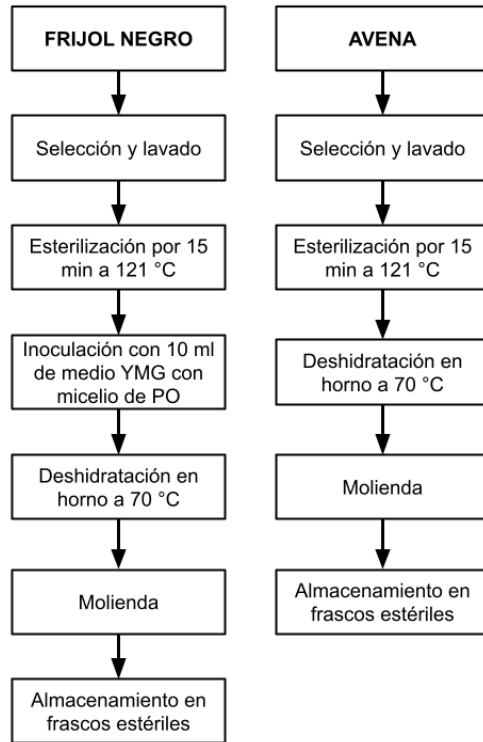 FRIJOL NEGRO
Selección y lavado
Esterilización por 15
min a 121 °C
Inoculación con 10 ml
de medio YMG con
micelio de PO
Deshidratación en
horno a 70 °C
Molienda
Almacenamiento en
frascos estériles
AVENA
Selección y lavado
Esterilización por 15
min a 121 °C
Deshidratación en
horno a 70 °C
Molienda
Almacenamiento en
frascos estériles